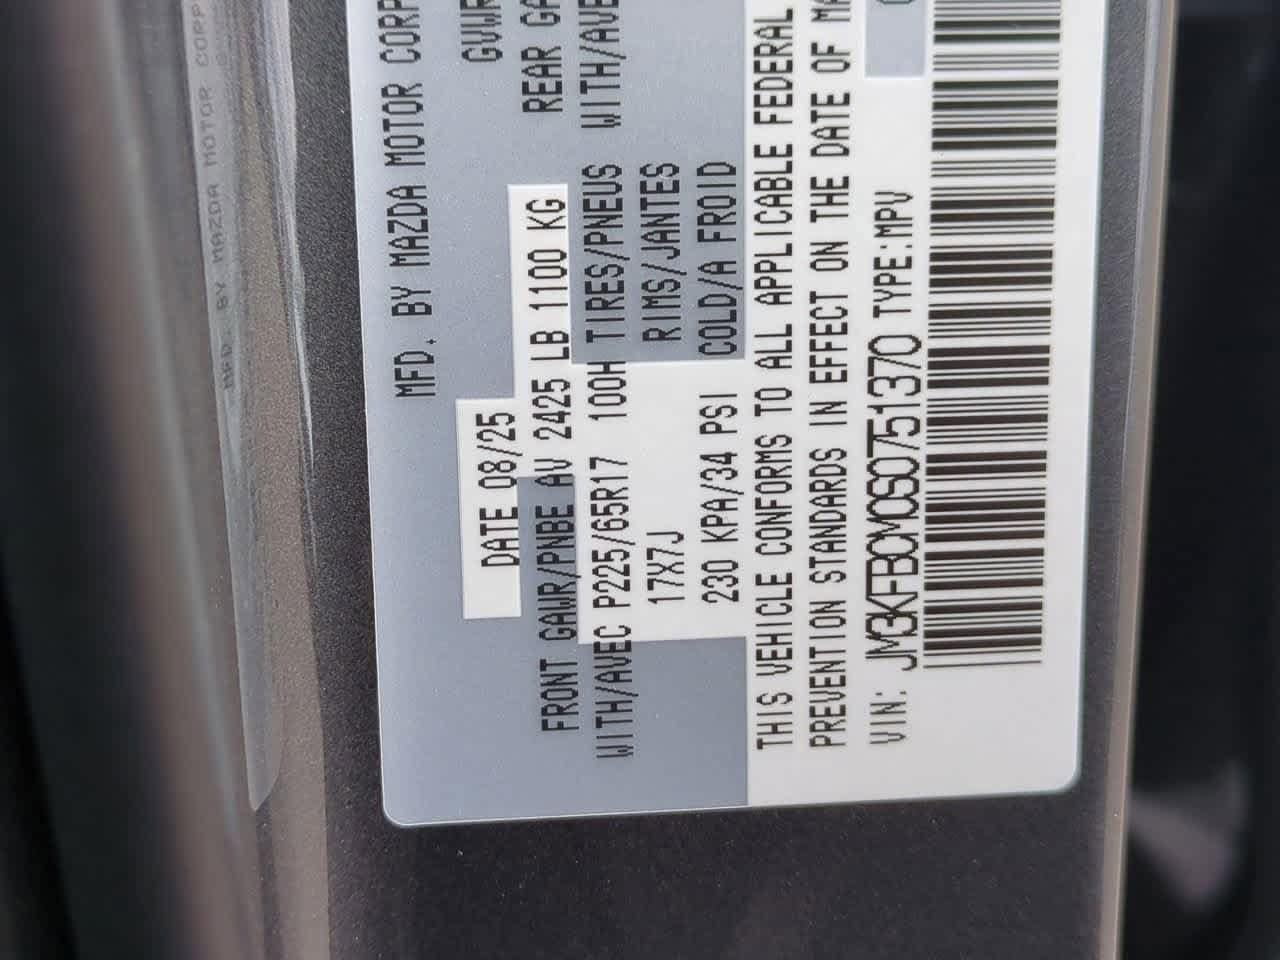 MFD. BY MAZDA MOTOR CORP
DATE 08/25 GVWR
FRONT GAWR/PNBE AV 2425 LB 1100 KG REAR GA
WITH/AVEC P225/65R17 100H TIRES/PNEUS WITH/AVE
17X7J RIMS/JANTES
230 KPA/34 PSI COLD/A FROID
THIS VEHICLE CONFORMS TO ALL APPLICABLE FEDERAL
PREVENTION STANDARDS IN EFFECT ON THE DATE OF MA
VIN: JM3KFBCM0S0751370 TYPE:MPV